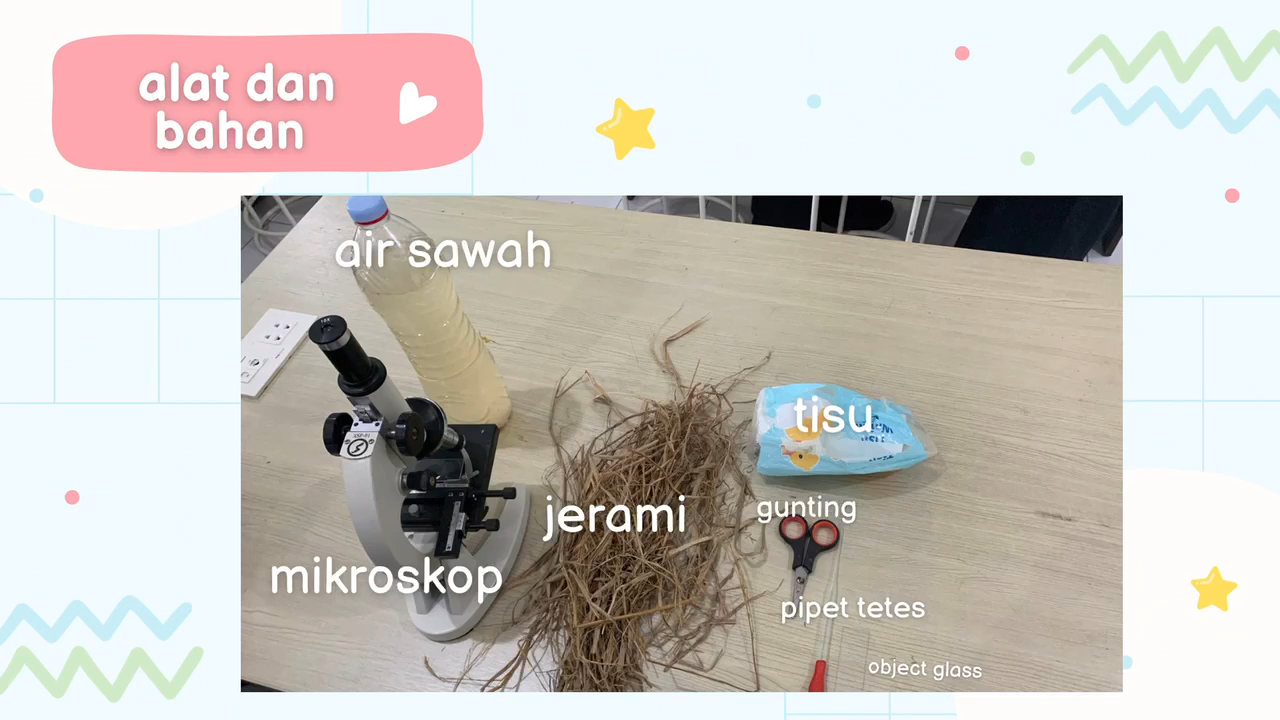 alat dan
bahan
air sawah
tisu
jerami
gunting
mikroskop
pipet tetes
object glass